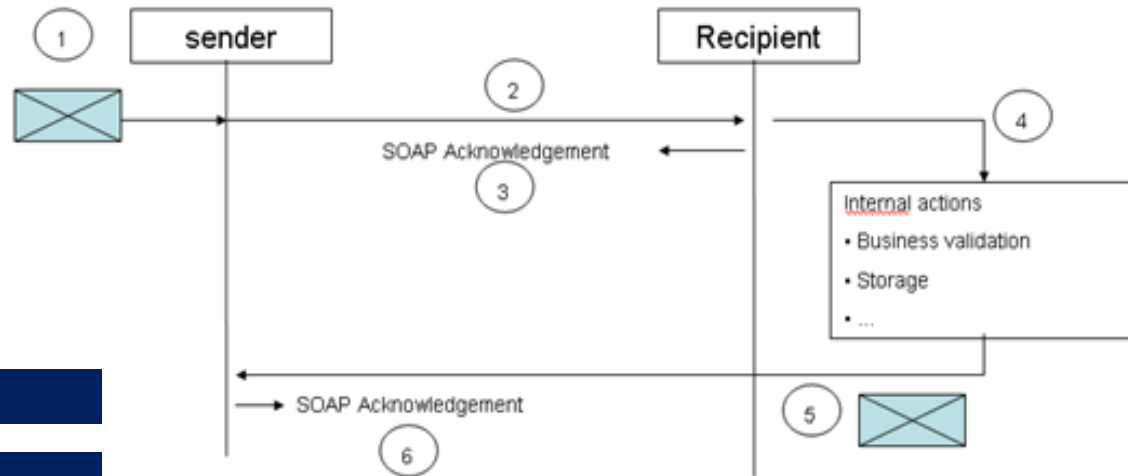 1
sender
Recipient
2
SOAP Acknowledgement
3
4
Internal actions
• Business validation
• Storage
• ...
SOAP Acknowledgement
5
6